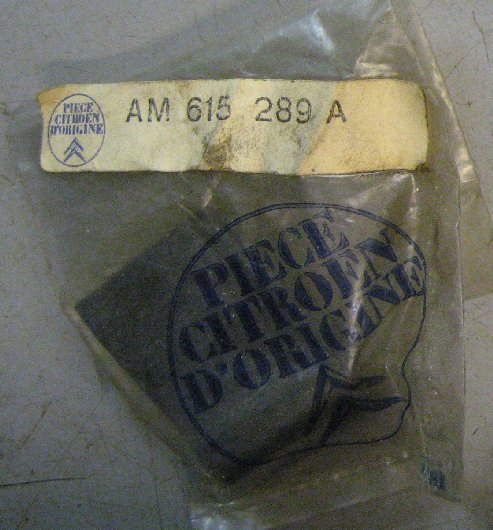 PIECE
CITROEN
D'ORIGINE
AM 615 289 A
PIECE
CITROEN
D'ORIGINE